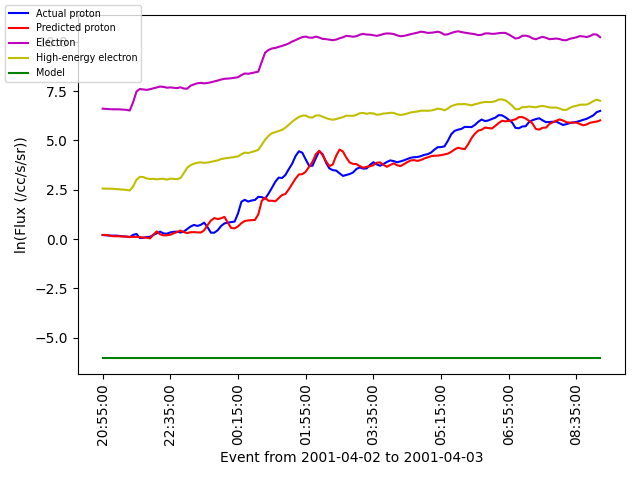 Actual proton
Predicted proton
Electron
High-energy electron
Model
7.5
5.0
2.5
0.0
−2.5
−5.0
ln(Flux (/cc/s/sr))
20:55:00
22:35:00
00:15:00
01:55:00
03:35:00
05:15:00
06:55:00
08:35:00
Event from 2001-04-02 to 2001-04-03